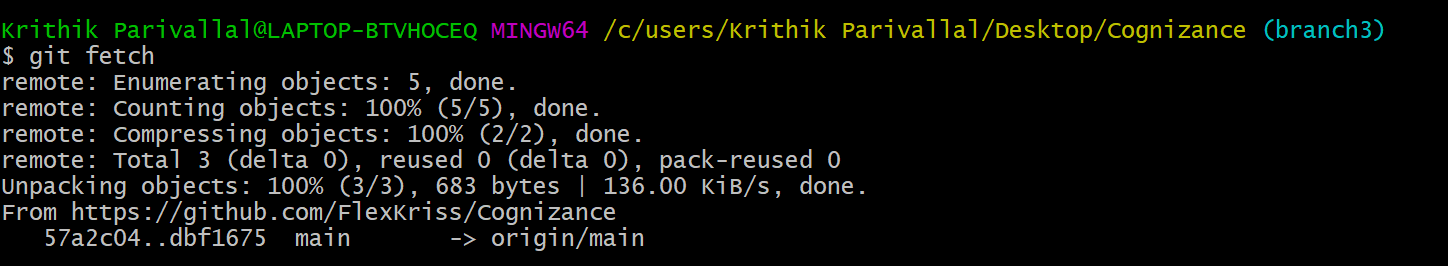 Krithik Parivallal@LAPTOP-BTVHOCEQ MINGW64 /c/users/Krithik Parivallal/Desktop/Cognizance (branch3)
$ git fetch
remote: Enumerating objects: 5, done.
remote: Counting objects: 100% (5/5), done.
remote: Compressing objects: 100% (2/2), done.
remote: Total 3 (delta 0), reused 0 (delta 0), pack-reused 0
Unpacking objects: 100% (3/3), 683 bytes | 136.00 KiB/s, done.
From https://github.com/FlexKriss/Cognizance
   57a2c04..dbf1675  main       -> origin/main